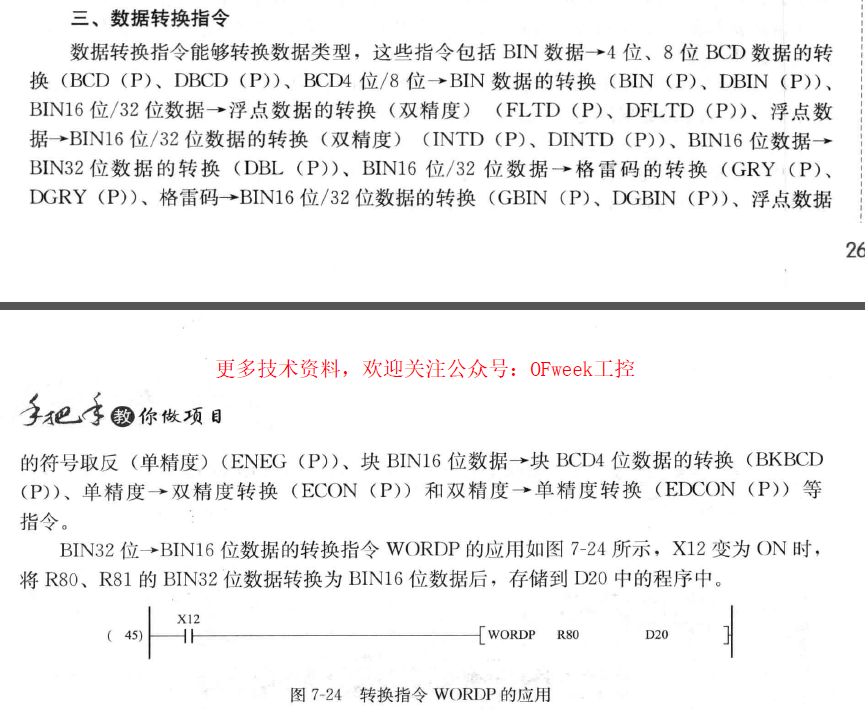 三、数据转换指令
数据转换指令能够转换数据类型，这些指令包括 BIN 数据→4 位、8 位 BCD 数据的转
换（BCD（P）、DBCD（P））、BCD4 位/8 位→BIN 数据的转换（BIN（P）、DBIN（P））、
BIN16 位/32 位数据→浮点数据的转换（双精度）（FLTD（P）、DFLTD（P））、浮点数
据→BIN16 位/32 位数据的转换（双精度）（INTD（P）、DINTD（P））、BIN16 位数据→
BIN32 位数据的转换（DBL（P））、BIN16 位/32 位数据→格雷码的转换（GRY（P）、
DGRY（P））、格雷码→BIN16 位/32 位数据的转换（GBIN（P）、DGBIN（P））、浮点数据
26
更多技术资料，欢迎关注公众号：OFweek工控
手把手教你做项目
的符号取反（单精度）（ENEG（P））、块 BIN16 位数据→块 BCD4 位数据的转换（BKBCD
（P））、单精度→双精度转换（ECON（P））和双精度→单精度转换（EDCON（P））等
指令。
BIN32 位→BIN16 位数据的转换指令 WORDP 的应用如图 7-24 所示，X12 变为 ON 时，
将 R80、R81 的 BIN32 位数据转换为 BIN16 位数据后，存储到 D20 中的程序中。
X12
( 45) [ WORDP R80 D20 ]
图 7-24 转换指令 WORDP 的应用